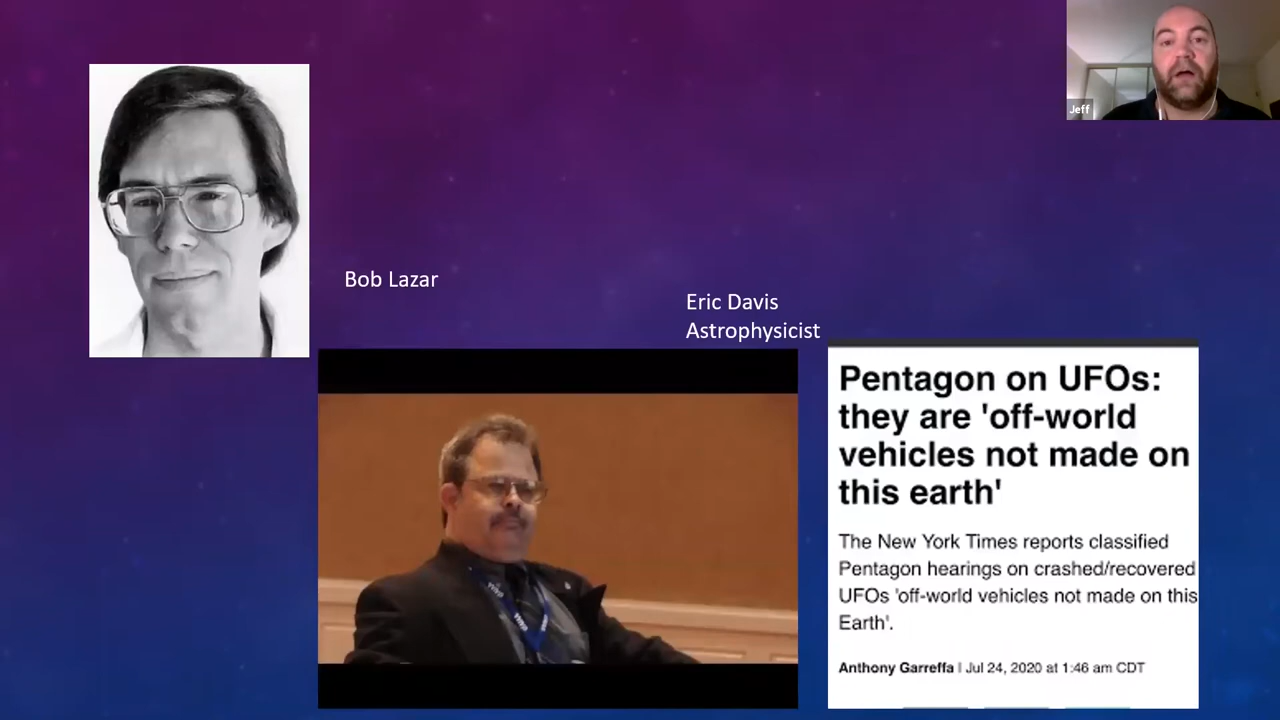 Jeff
Bob Lazar
Eric Davis
Astrophysicist
Pentagon on UFOs:
they are 'off-world
vehicles not made on
this earth'
The New York Times reports classified
Pentagon hearings on crashed/recovered
UFOs 'off-world vehicles not made on this
Earth'.
Anthony Garreffa | Jul 24, 2020 at 1:46 am CDT